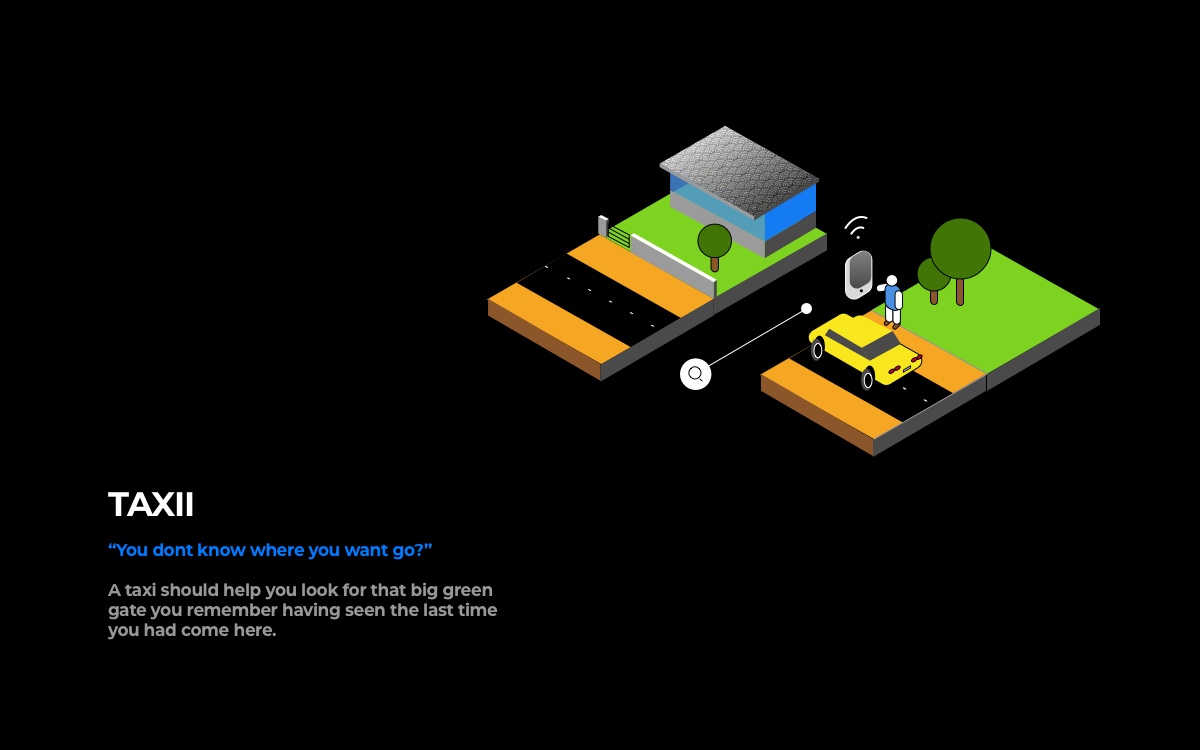 TAXII
“You dont know where you want go?”
A taxi should help you look for that big green
gate you remember having seen the last time
you had come here.